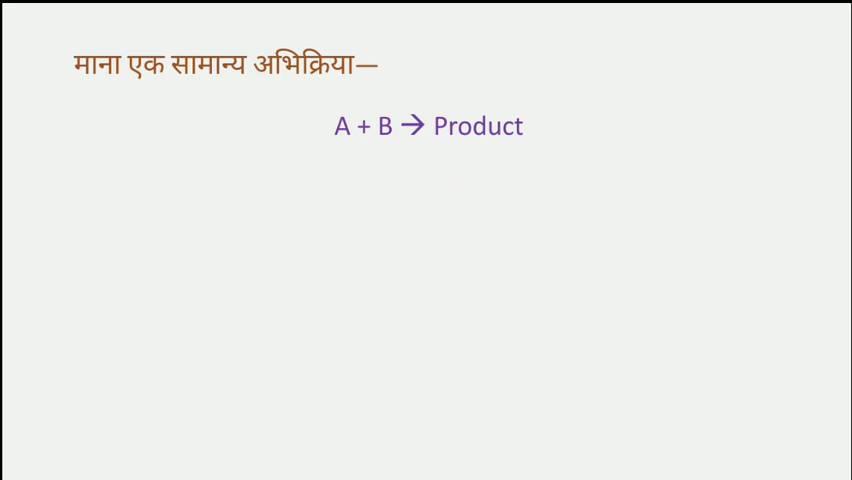 माना एक सामान्य अभिक्रिया—
A + B → Product